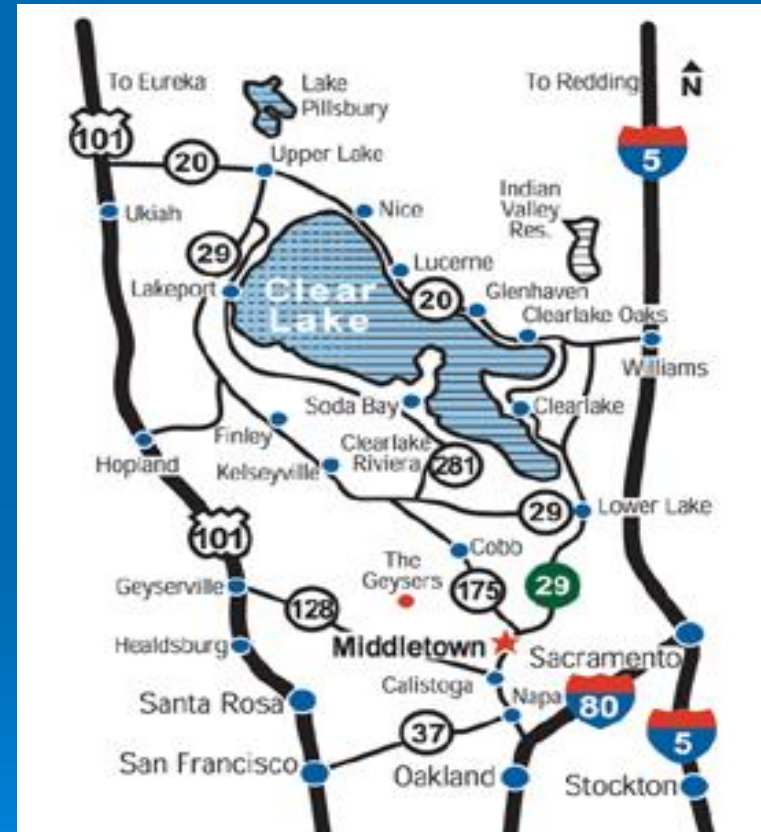 To Eureka
Lake
Pillsbury
To Redding
N
101
5
20
Upper Lake
Indian
Valley
Res.
Ukiah
Nice
29
Lucerne
Lakeport
Clear
Lake
20
Glenhaven
Clearlake Oaks
Williams
Soda Bay
Clearlake
Finley
Clearlake
Riviera
281
Hopland
Kelseyville
29
Lower Lake
101
Cobb
The
Geysers
175
29
Geyserville
128
Healdsburg
Middletown
Sacramento
Calistoga
Napa
80
Santa Rosa
37
5
San Francisco
Oakland
Stockton